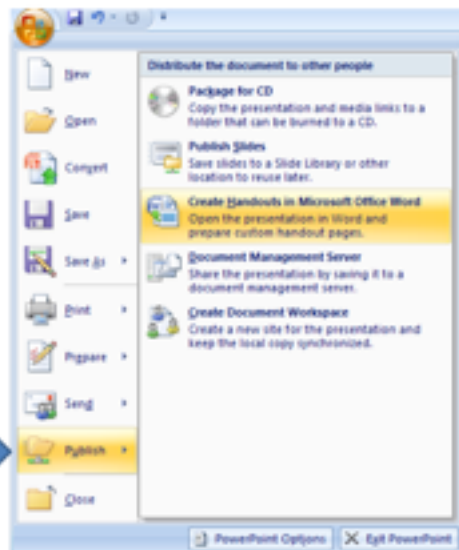 New
Open
Convert
Save
Save As
Print
Prepare
Send
Publish
Close
Distribute the document to other people
Package for CD
Copy the presentation and media links to a
folder that can be burned to a CD.
Publish Slides
Save slides to a Slide Library or other
location to reuse later.
Create Handouts in Microsoft Office Word
Open the presentation in Word and
prepare custom handout pages.
Document Management Server
Share the presentation by saving it to a
document management server.
Create Document Workspace
Create a new site for the presentation and
keep the local copy synchronized.
PowerPoint Options
Exit PowerPoint